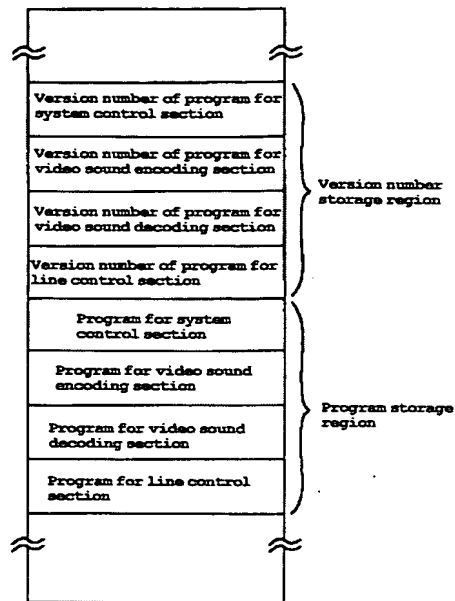 Version number of program for
system control section
Version number of program for
video sound encoding section
Version number of program for
video sound decoding section
Version number of program for
line control section
Version number
storage region
Program for system
control section
Program for video sound
encoding section
Program for video sound
decoding section
Program for line control
section
Program storage
region